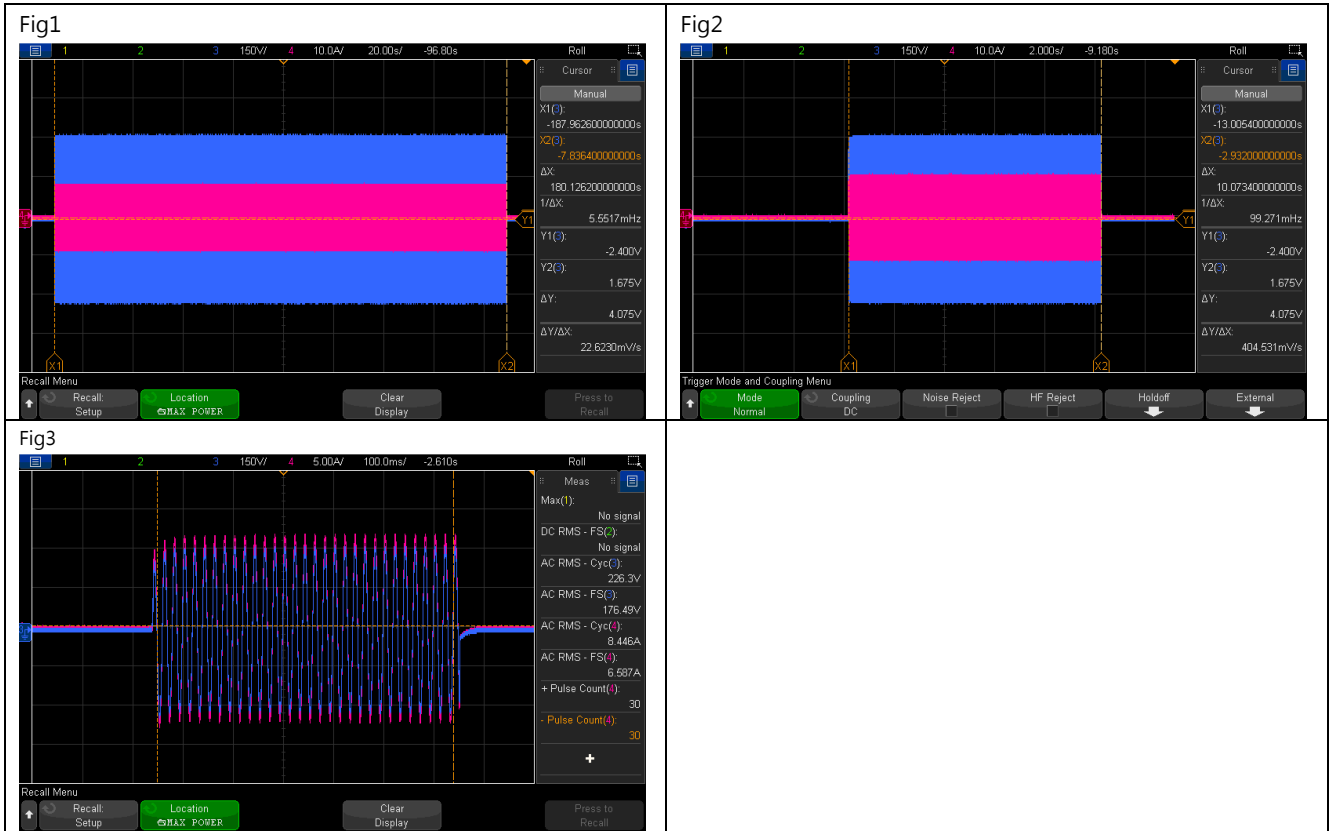 Fig1
1 2 3 150V/ 4 10.0A/ 20.00s/ -96.80s Roll
Cursor
Manual
X1(3):
-187.962600000000s
X2(3):
-7.836400000000s
ΔX:
180.126200000000s
1/ΔX:
5.5517mHz
Y1(3):
-2.400V
Y2(3):
1.675V
ΔY:
4.075V
ΔY/ΔX:
22.6230mV/s
Y1
X1 X2
Recall Menu
Recall: Location Clear Press to
Setup MAX POWER Display Recall
Fig2
1 2 3 150V/ 4 10.0A/ 2.000s/ -9.180s Roll
Cursor
Manual
X1(3):
-13.005400000000s
X2(3):
-2.932000000000s
ΔX:
10.073400000000s
1/ΔX:
99.271mHz
Y1(3):
-2.400V
Y2(3):
1.675V
ΔY:
4.075V
ΔY/ΔX:
404.531mV/s
Y1
X1 X2
Trigger Mode and Coupling Menu
Mode Coupling Noise Reject HF Reject Holdoff External
Normal DC
Fig3
1 2 3 150V/ 4 5.00A/ 100.0ms/ -2.610s Roll
Meas
Max(1):
No signal
DC RMS - FS(2):
No signal
AC RMS - Cyc(3):
226.3V
AC RMS - FS(3):
176.49V
AC RMS - Cyc(4):
8.446A
AC RMS - FS(4):
6.587A
+ Pulse Count(4):
30
- Pulse Count(4):
30
+
Recall Menu
Recall: Location Clear Press to
Setup MAX POWER Display Recall